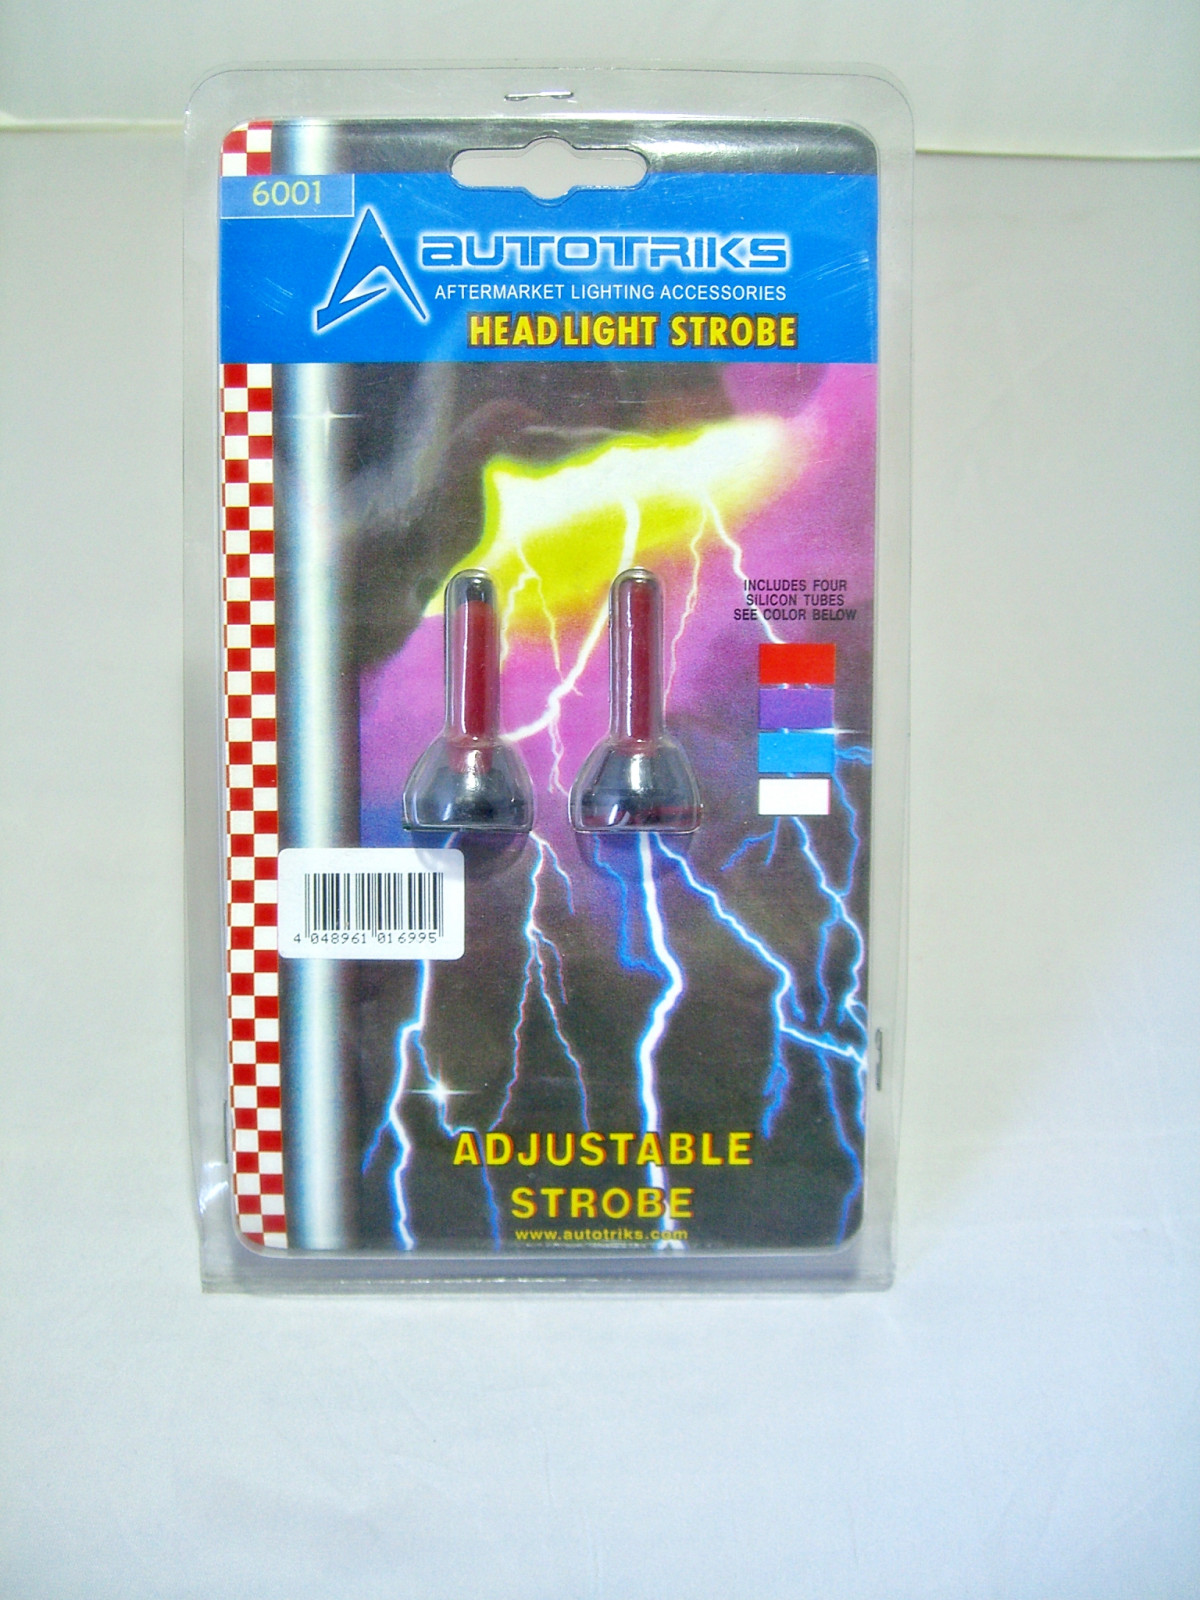 6001
AUTOTRIKS
AFTERMARKET LIGHTING ACCESSORIES
HEADLIGHT STROBE
INCLUDES FOUR
SILICON TUBES
SEE COLOR BELOW
4 048961 016995
ADJUSTABLE
STROBE
www.autotriks.com